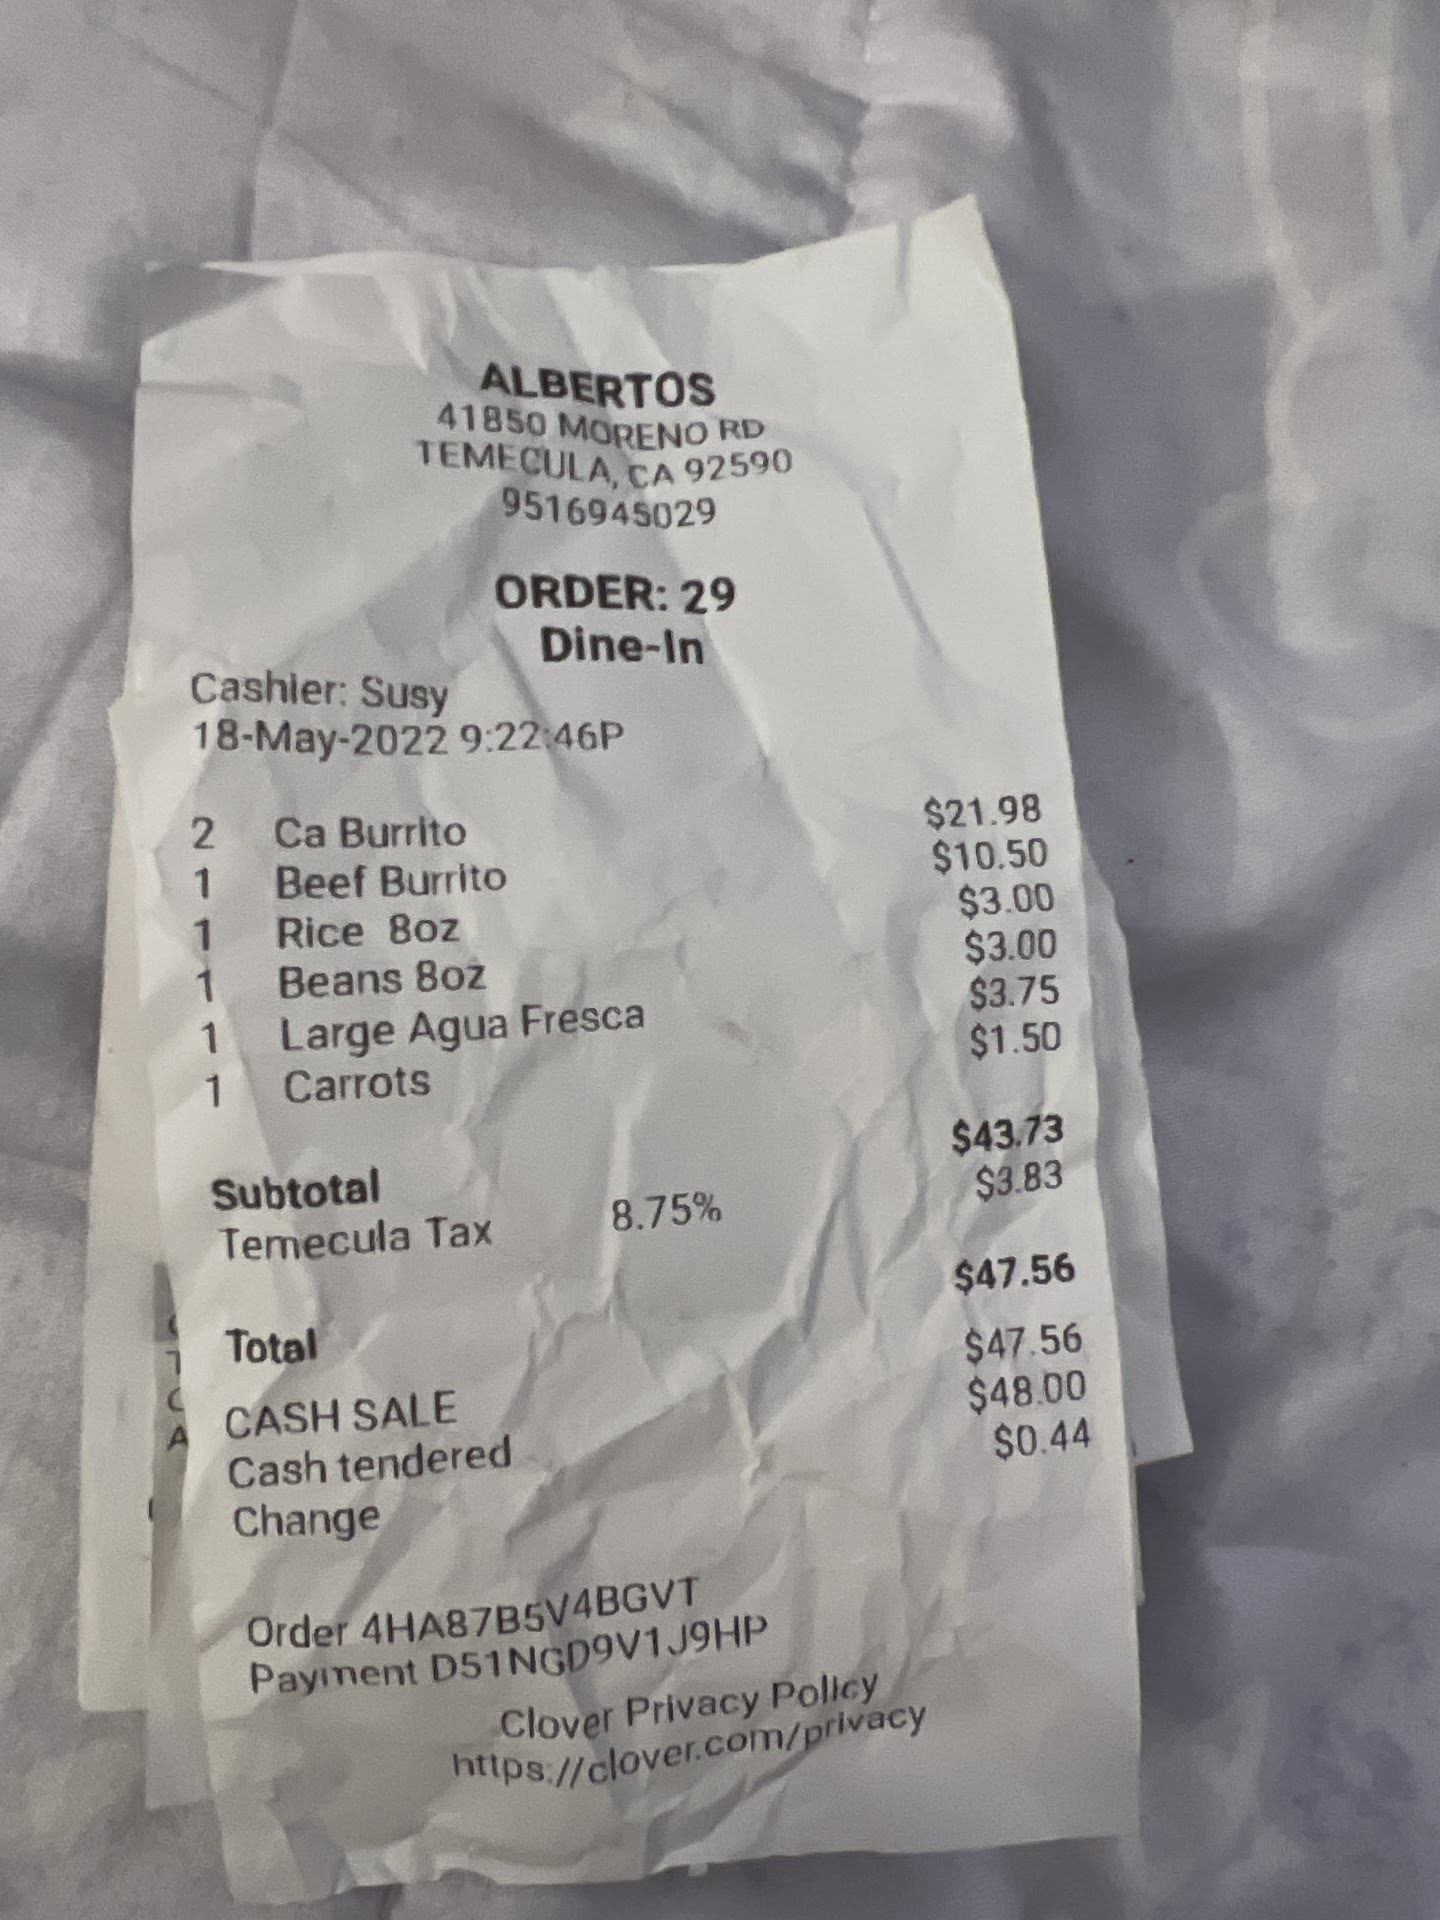 ALBERTOS
41850 MORENO RD
TEMECULA, CA 92590
9516945029
ORDER: 29
Dine-In
Cashier: Susy
18-May-2022 9:22:46P
2 Ca Burrito $21.98
1 Beef Burrito $10.50
1 Rice 8oz $3.00
1 Beans 8oz $3.00
1 Large Agua Fresca $3.75
1 Carrots $1.50
Subtotal $43.73
Temecula Tax 8.75% $3.83
Total $47.56
CASH SALE $47.56
Cash tendered $48.00
Change $0.44
Order 4HA87B5V4BGVT
Payment D51NGD9V1J9HP
Clover Privacy Policy
https://clover.com/privacy